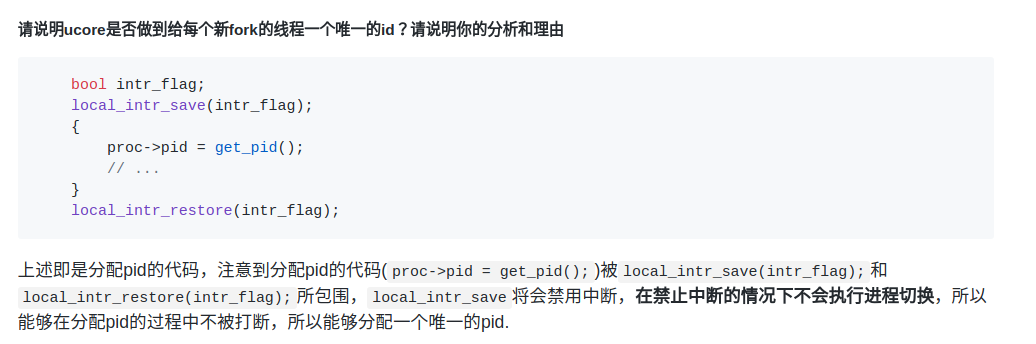 请说明ucore是否做到给每个新fork的线程一个唯一的id？请说明你的分析和理由
bool intr_flag;
local_intr_save(intr_flag);
{
    proc->pid = get_pid();
    // ...
}
local_intr_restore(intr_flag);
上述即是分配pid的代码，注意到分配pid的代码( proc->pid = get_pid(); )被 local_intr_save(intr_flag); 和
local_intr_restore(intr_flag); 所包围， local_intr_save 将会禁用中断，在禁止中断的情况下不会执行进程切换，所以
能够在分配pid的过程中不被打断，所以能够分配一个唯一的pid.